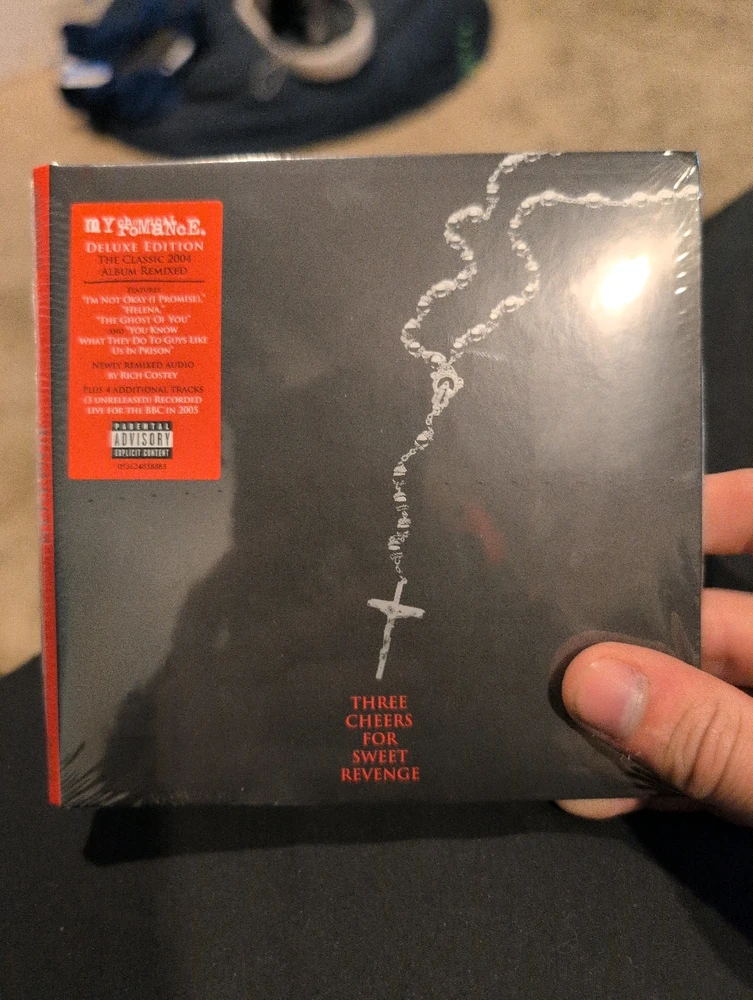 MY CHEMICAL ROMANCE.
DELUXE EDITION
THE CLASSIC 2004
ALBUM REMIXED
FEATURES
"I'M NOT OKAY (I PROMISE),"
"HELENA,"
"THE GHOST OF YOU"
AND "YOU KNOW
WHAT THEY DO TO GUYS LIKE
US IN PRISON"
NEWLY REMIXED AUDIO
BY RICH COSTEY
PLUS 4 ADDITIONAL TRACKS
(3 UNRELEASED) RECORDED
LIVE FOR THE BBC IN 2005
PARENTAL
ADVISORY
EXPLICIT CONTENT
THREE
CHEERS
FOR
SWEET
REVENGE